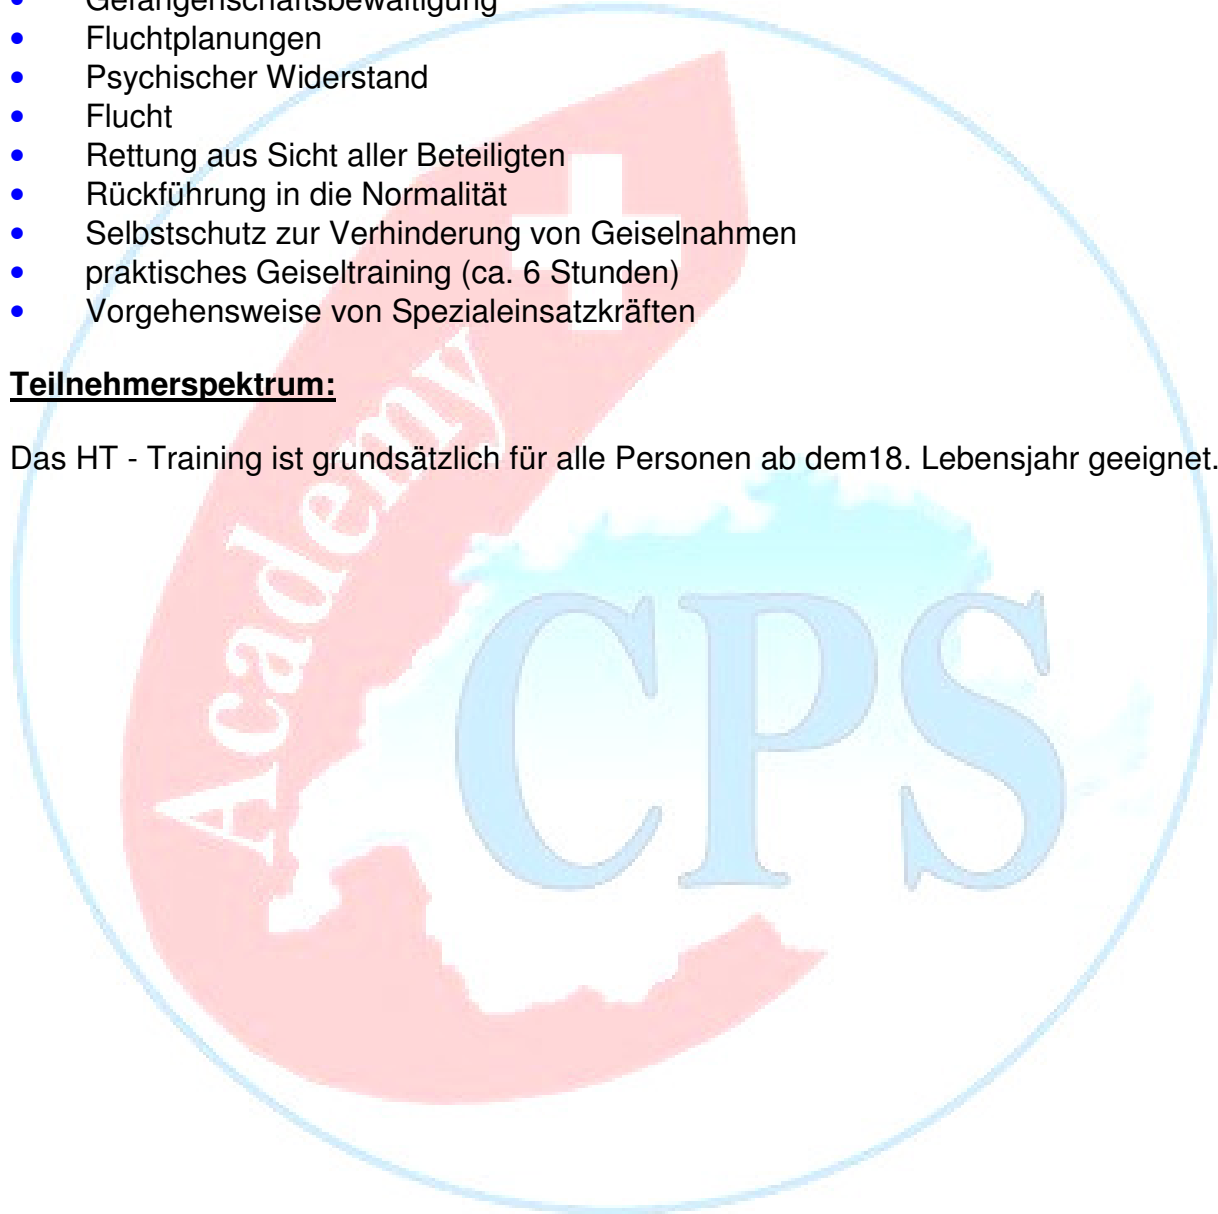 Gefangenschaftsbewältigung
• Fluchtplanungen
• Psychischer Widerstand
• Flucht
• Rettung aus Sicht aller Beteiligten
• Rückführung in die Normalität
• Selbstschutz zur Verhinderung von Geiselnahmen
• praktisches Geiseltraining (ca. 6 Stunden)
• Vorgehensweise von Spezialeinsatzkräften
Teilnehmerspektrum:
Das HT - Training ist grundsätzlich für alle Personen ab dem18. Lebensjahr geeignet.
Academy
CPS